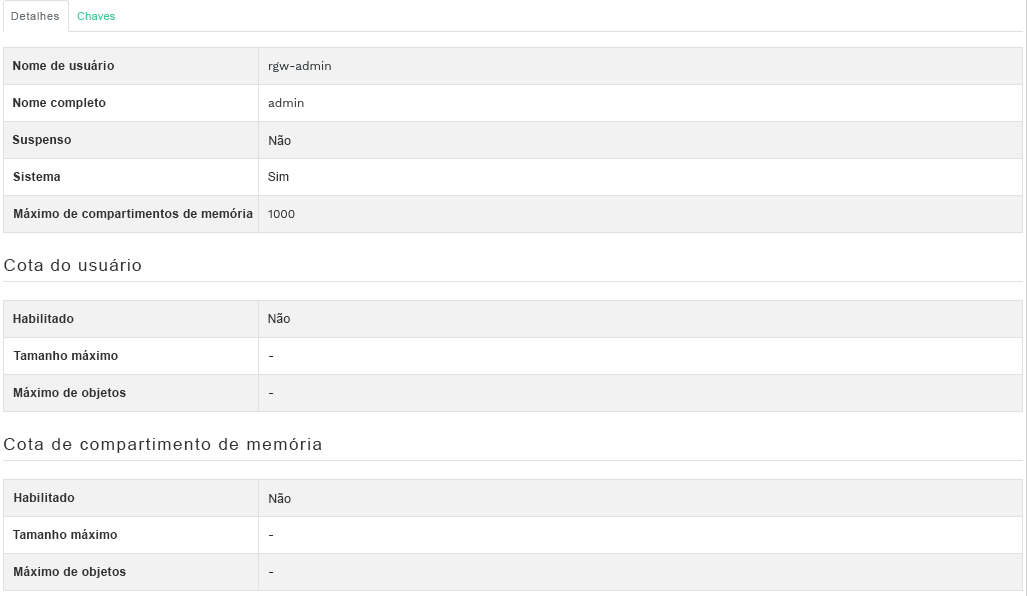 Detalhes Chaves
Nome de usuário rgw-admin
Nome completo admin
Suspenso Não
Sistema Sim
Máximo de compartimentos de memória 1000
Cota do usuário
Habilitado Não
Tamanho máximo -
Máximo de objetos -
Cota de compartimento de memória
Habilitado Não
Tamanho máximo -
Máximo de objetos -